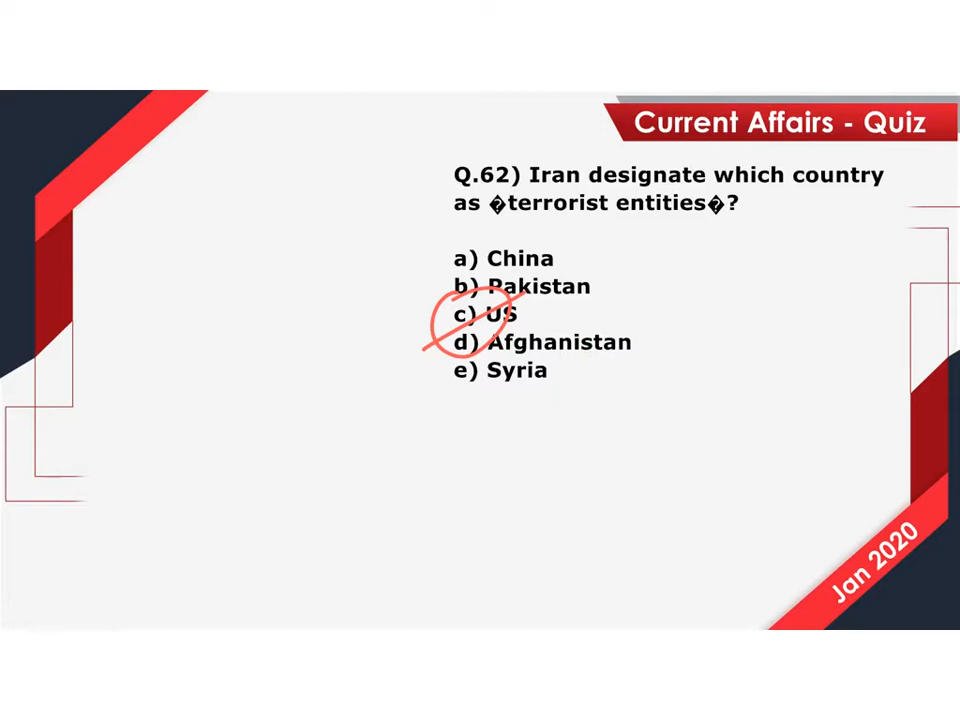 Current Affairs - Quiz
Q.62) Iran designate which country
as �terrorist entities�?
a) China
b) Pakistan
c) US
d) Afghanistan
e) Syria
Jan 2020